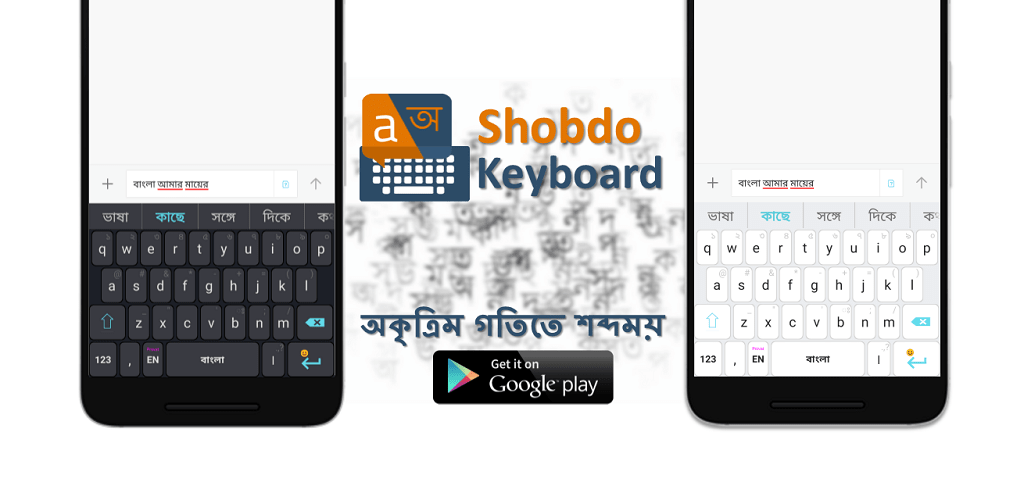 aঅ
Shobdo
Keyboard
অকৃত্রিম গতিতে শব্দময়
Get it on
Google play
+ বাংলা আমার মায়ের
ভাষা কাছে সঙ্গে দিকে
q w e r t y u i o p
a s d f g h j k l
z x c v b n m
123 , EN বাংলা ।
+ বাংলা আমার মায়ের
ভাষা কাছে সঙ্গে দিকে
q w e r t y u i o p
a s d f g h j k l
z x c v b n m
123 , EN বাংলা ।